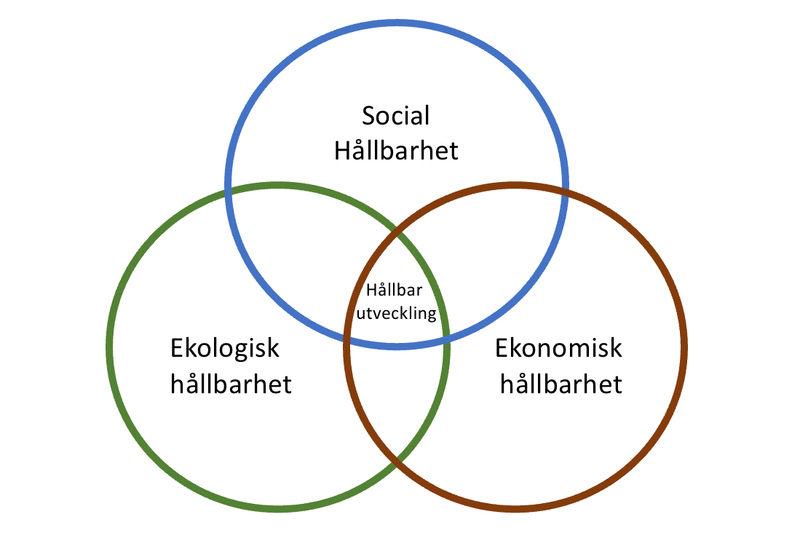 Social
Hållbarhet
Hållbar
utveckling
Ekologisk
hållbarhet
Ekonomisk
hållbarhet